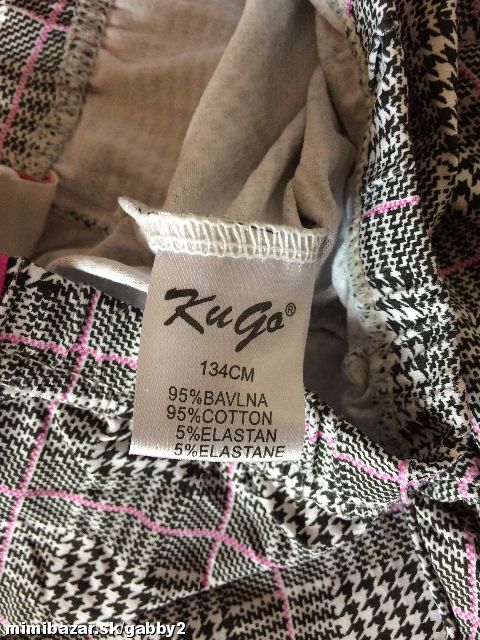 KuGo®
134CM
95%BAVLNA
95%COTTON
5%ELASTAN
5%ELASTANE
mimibazar.sk/gabby2